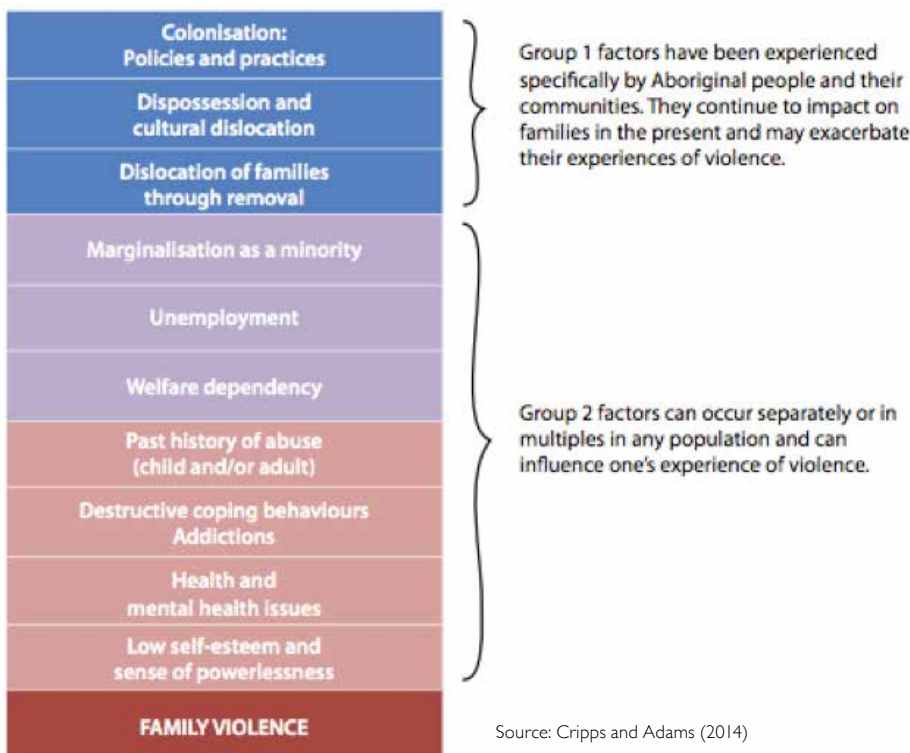 Colonisation:
Policies and practices
Dispossession and
cultural dislocation
Dislocation of families
through removal
Group 1 factors have been experienced
specifically by Aboriginal people and their
communities. They continue to impact on
families in the present and may exacerbate
their experiences of violence.
Marginalisation as a minority
Unemployment
Welfare dependency
Past history of abuse
(child and/or adult)
Destructive coping behaviours
Addictions
Health and
mental health issues
Low self-esteem and
sense of powerlessness
Group 2 factors can occur separately or in
multiples in any population and can
influence one's experience of violence.
FAMILY VIOLENCE
Source: Cripps and Adams (2014)